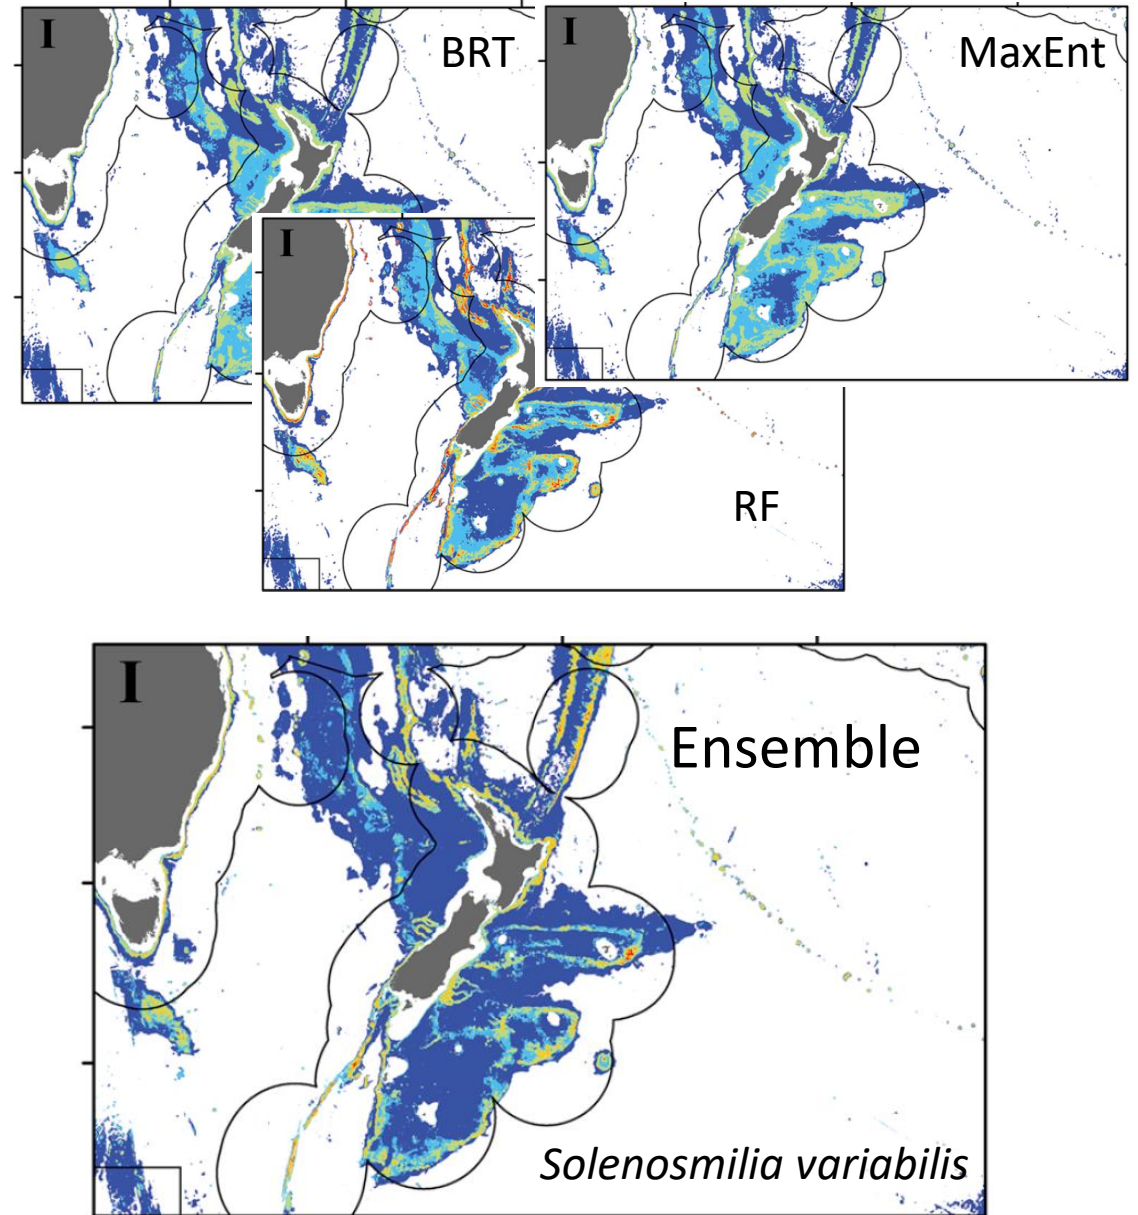 I
BRT
I
MaxEnt
I
RF
I
Ensemble
Solenosmilia variabilis